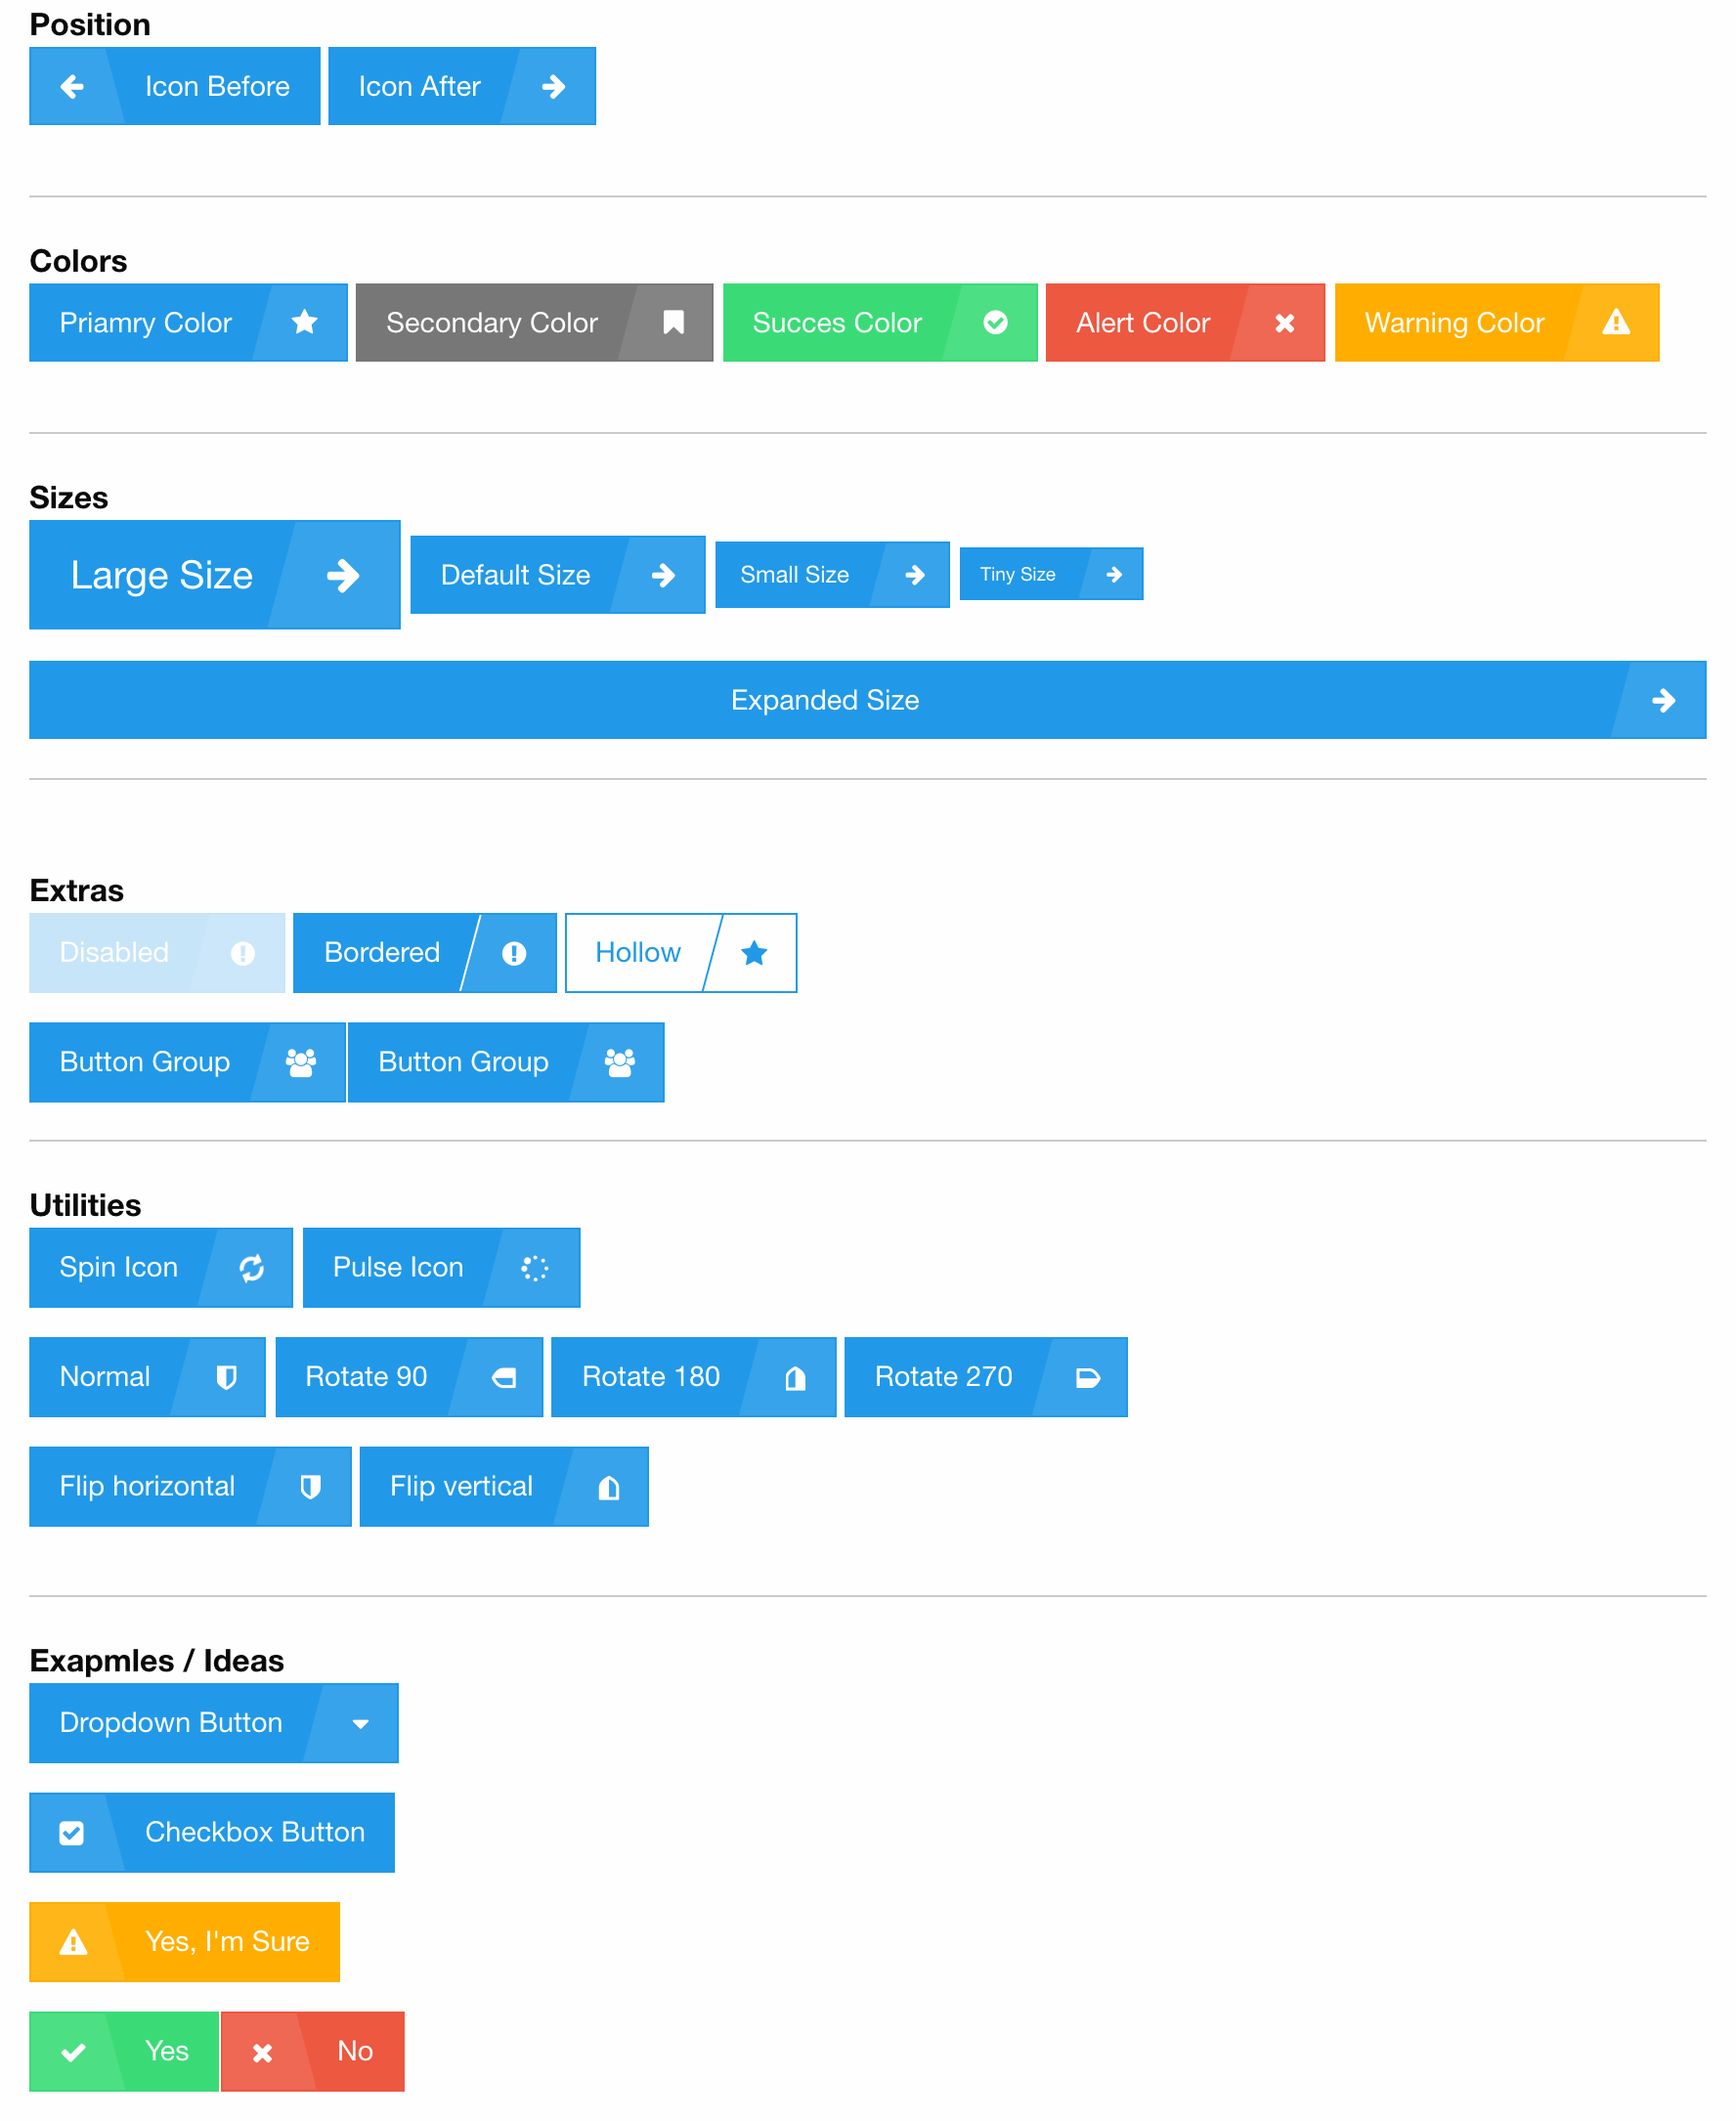 Position
Icon Before Icon After
Colors
Priamry Color Secondary Color Succes Color Alert Color Warning Color
Sizes
Large Size Default Size Small Size Tiny Size
Expanded Size
Extras
Disabled Bordered Hollow
Button Group Button Group
Utilities
Spin Icon Pulse Icon
Normal Rotate 90 Rotate 180 Rotate 270
Flip horizontal Flip vertical
Exapmles / Ideas
Dropdown Button
Checkbox Button
Yes, I'm Sure
Yes No